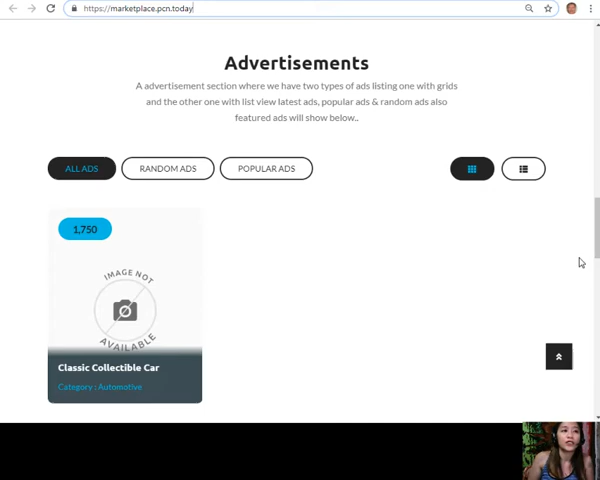 https://marketplace.pcn.today
Advertisements
A advertisement section where we have two types of ads listing one with grids
and the other one with list view latest ads, popular ads & random ads also
featured ads will show below..
ALL ADS
RANDOM ADS
POPULAR ADS
1,750
IMAGE NOT
AVAILABLE
Classic Collectible Car
Category : Automotive